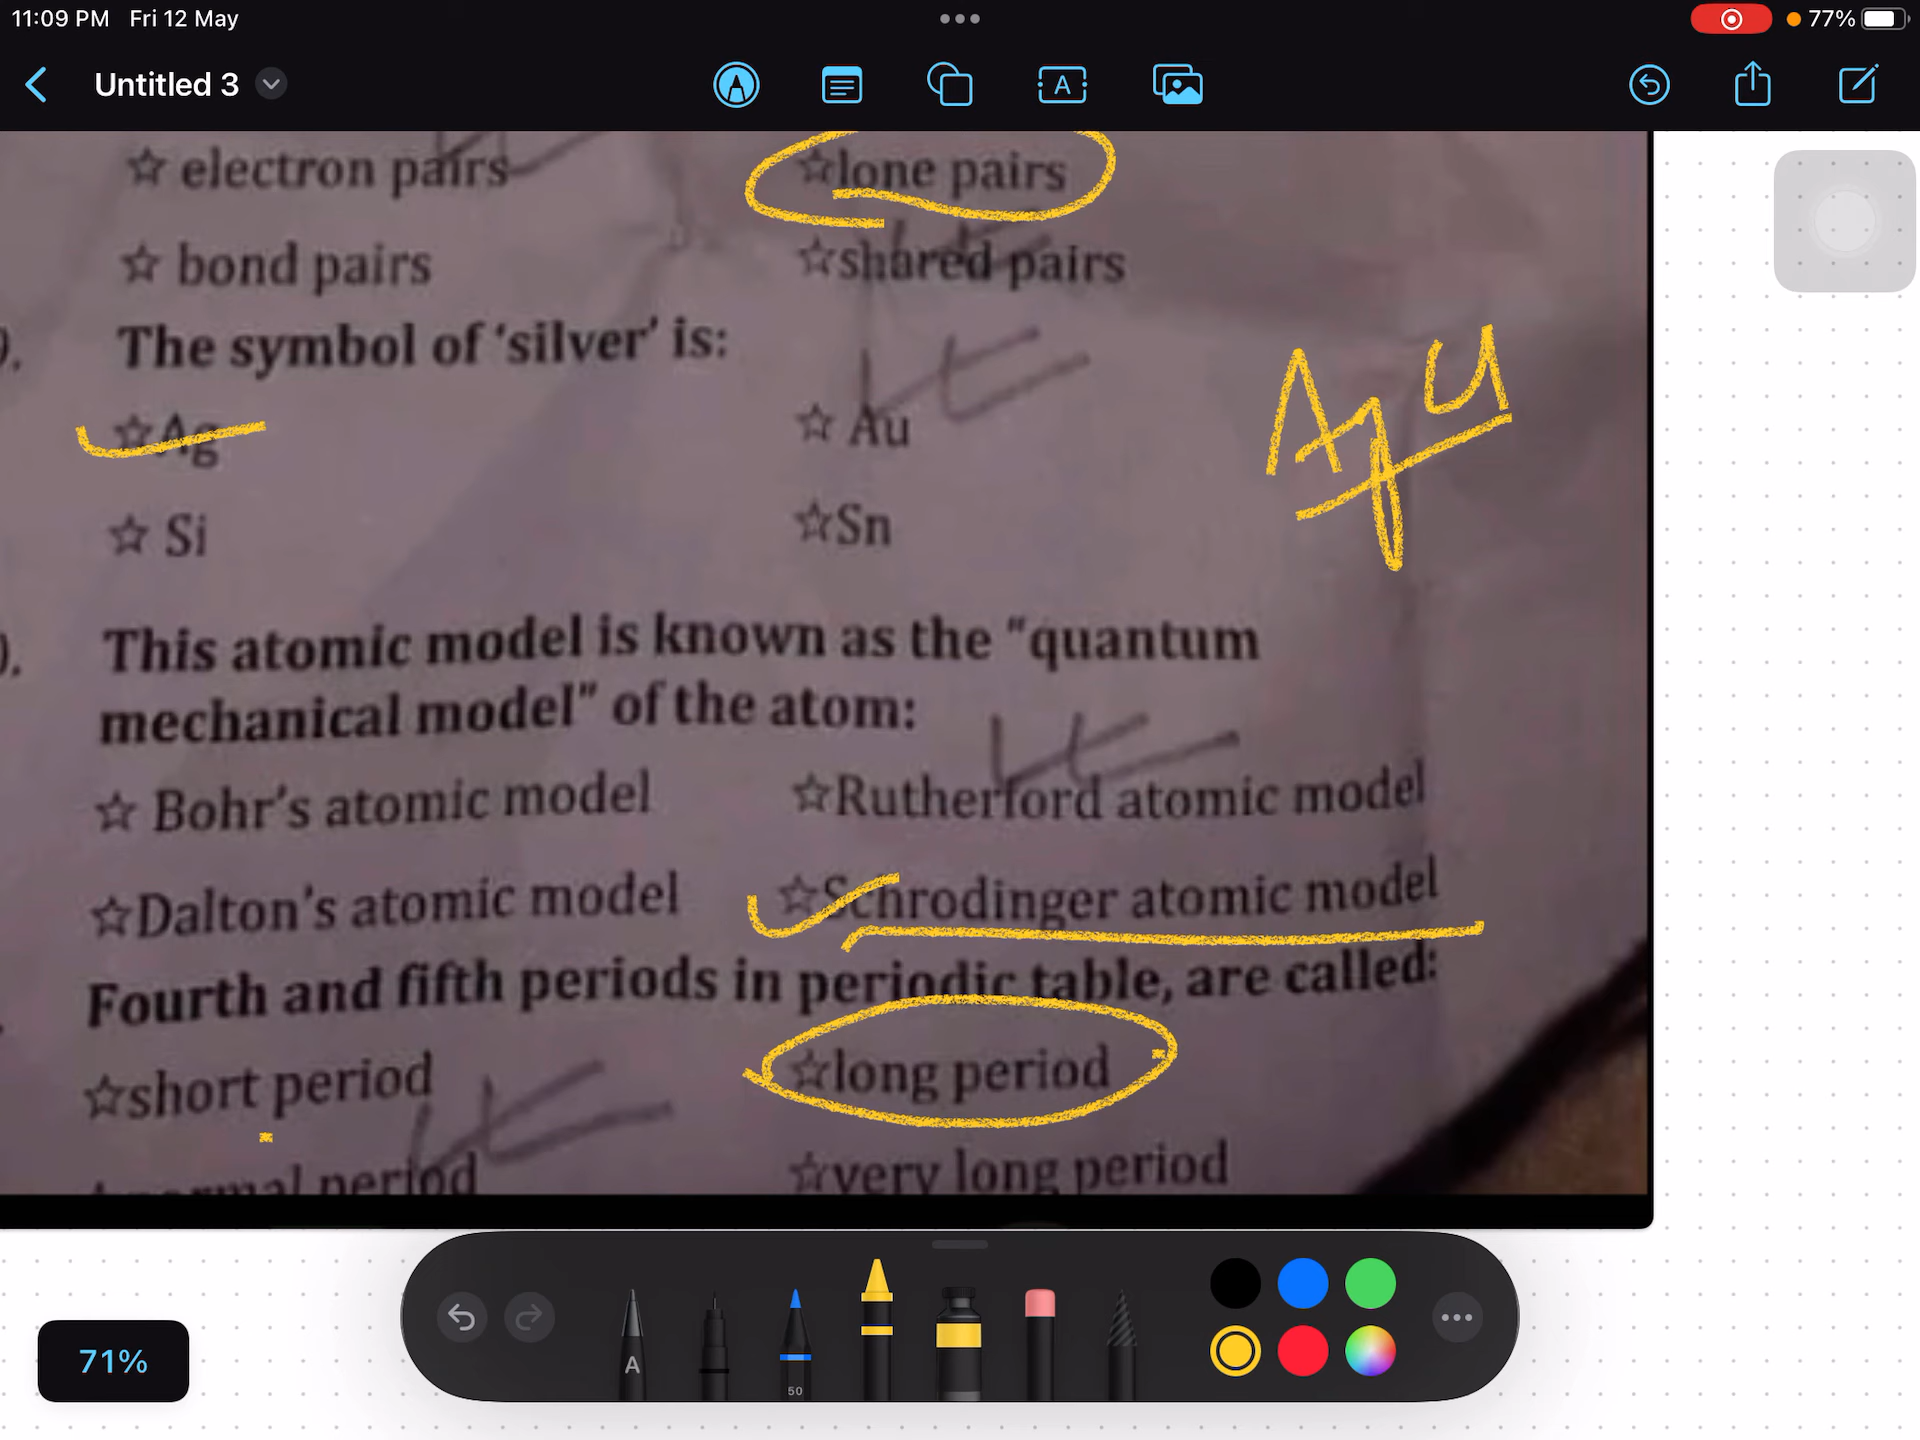 11:09 PM Fri 12 May
77%
Untitled 3
☆ electron pairs ☆lone pairs
☆ bond pairs ☆shared pairs
).
The symbol of 'silver' is:
☆Ag ☆ Au
☆ Si ☆Sn
).
This atomic model is known as the "quantum
mechanical model" of the atom:
☆ Bohr's atomic model ☆Rutherford atomic model
☆Dalton's atomic model ☆Schrodinger atomic model
Fourth and fifth periods in periodic table, are called:
☆short period ☆long period
normal period ☆very long period
A
50
71%